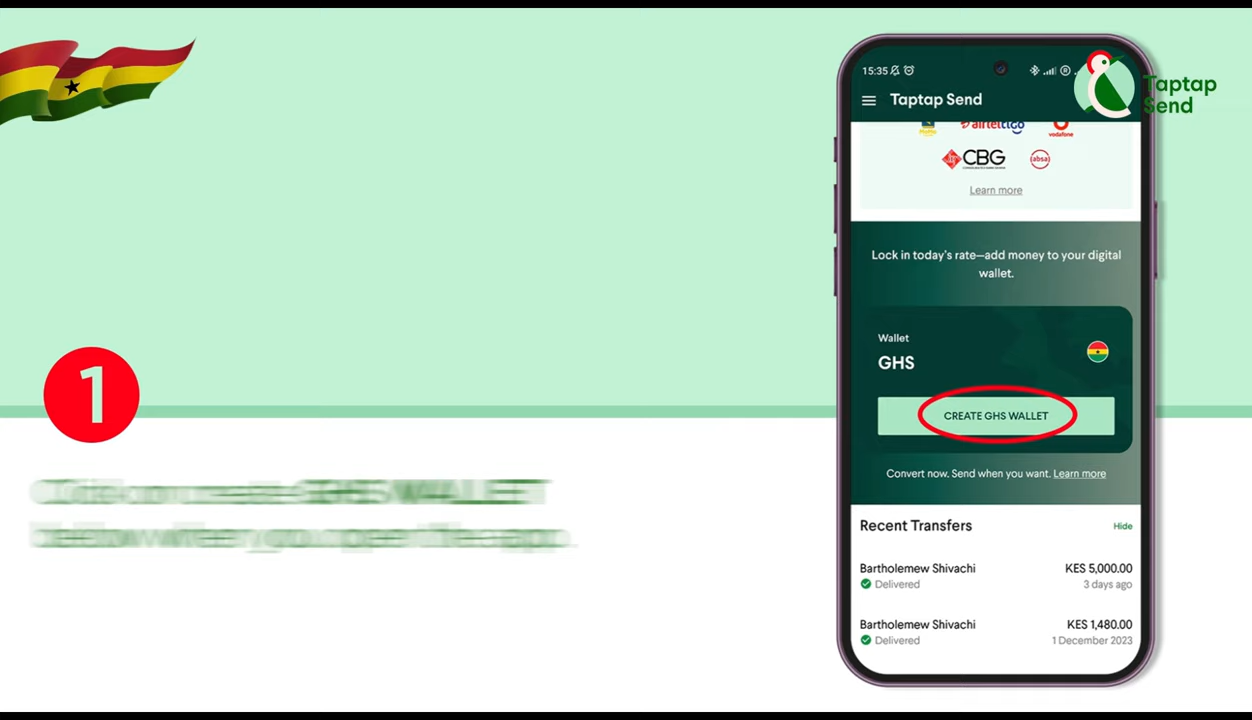 15:35
Taptap Send
Taptap
Send
airteltigo
vodafone
CBG
absa
Learn more
Lock in today's rate—add money to your digital
wallet.
Wallet
GHS
CREATE GHS WALLET
Convert now. Send when you want. Learn more
Recent Transfers
Hide
Bartholemew Shivachi
KES 5,000.00
Delivered
3 days ago
Bartholemew Shivachi
KES 1,480.00
Delivered
1 December 2023
1